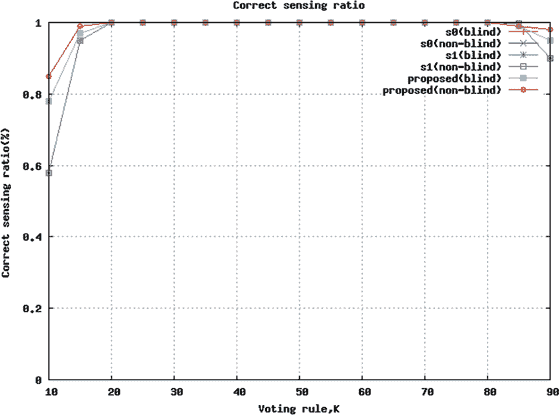 Correct sensing ratio
s0(blind)
s0(non-blind)
s1(blind)
s1(non-blind)
proposed(blind)
proposed(non-blind)
Correct sensing ratio(%)
1
0.8
0.6
0.4
0.2
0
10 20 30 40 50 60 70 80 90
Voting rule,K